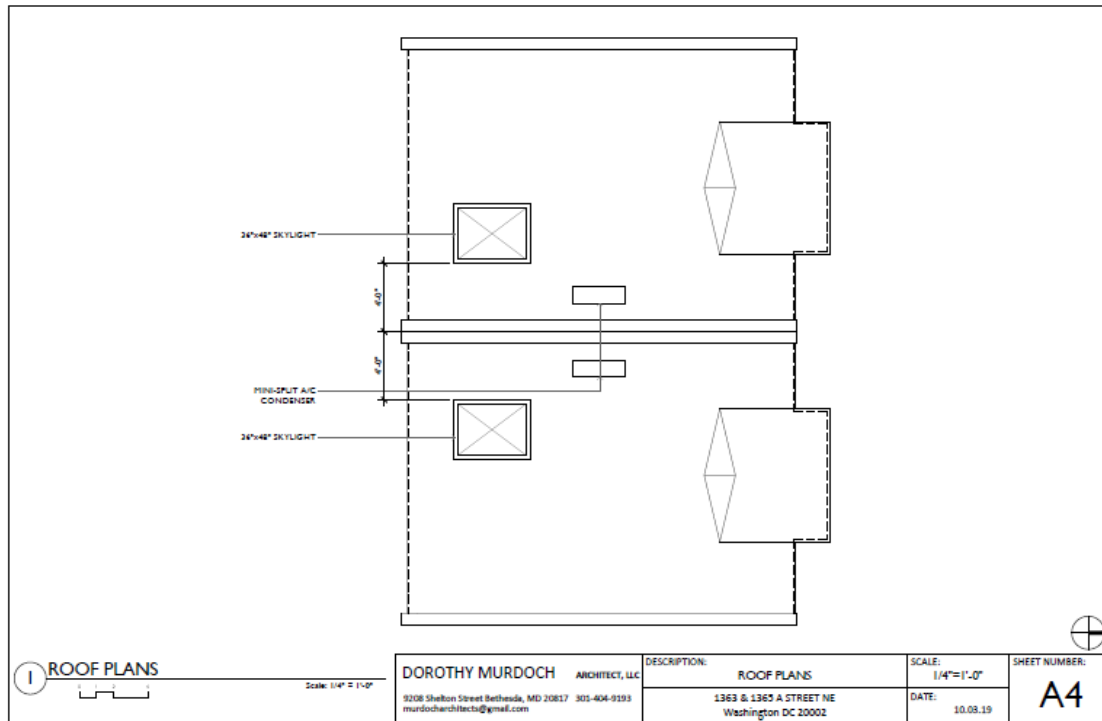 36"x48" SKYLIGHT
4'-0"
4'-0"
MINI-SPLIT A/C
CONDENSER
36"x48" SKYLIGHT
1 ROOF PLANS
Scale: 1/4" = 1'-0"
DOROTHY MURDOCH ARCHITECT, LLC
9208 Shelton Street Bethesda, MD 20817 301-404-9193
murdocharchitects@gmail.com
DESCRIPTION:
ROOF PLANS
1363 & 1365 A STREET NE
Washington DC 20002
SCALE:
1/4"=1'-0"
DATE:
10.03.19
SHEET NUMBER:
A4